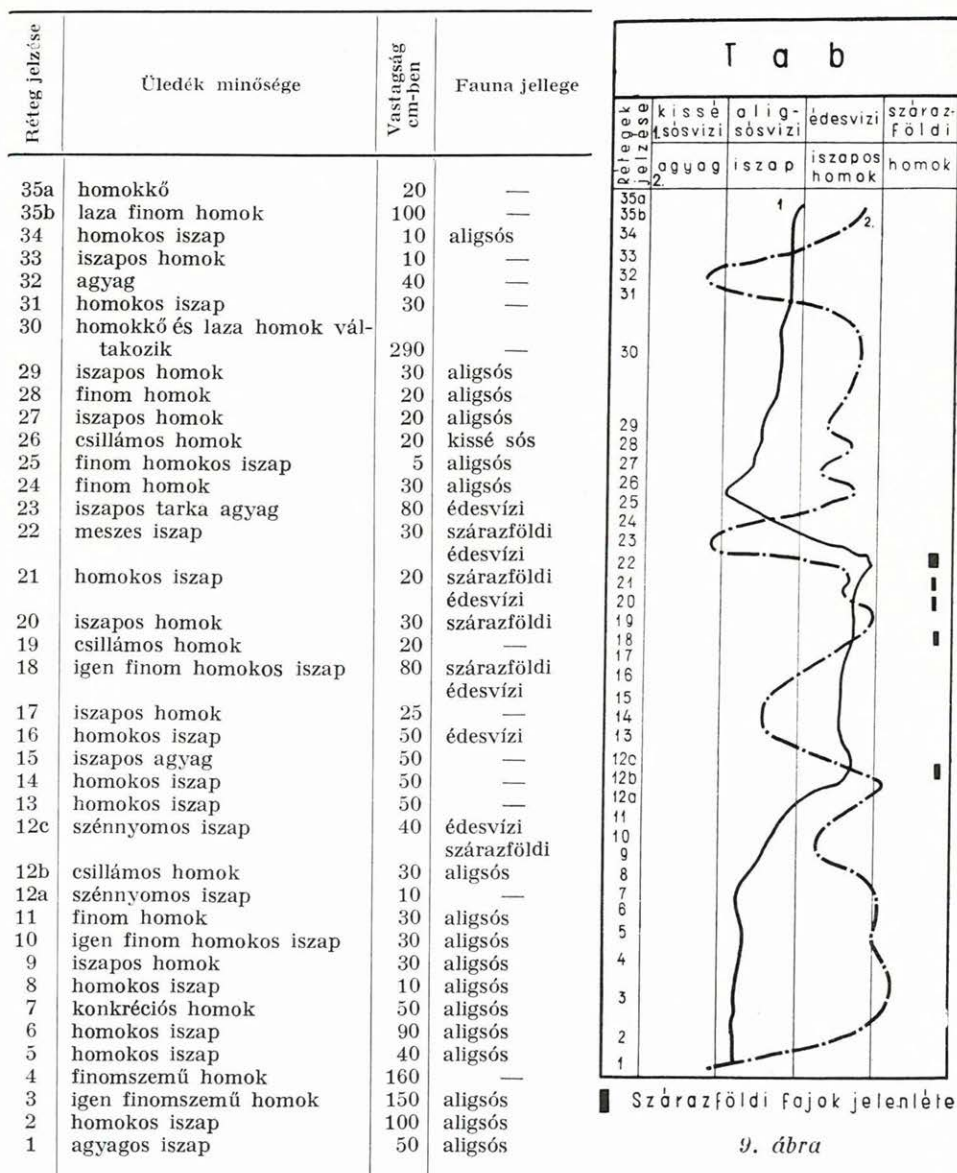 Réteg jelzése | Üledék minősége | Vastagság cm-ben | Fauna jellege
35a homokkő 20 —
35b laza finom homok 100 —
34 homokos iszap 10 aligsós
33 iszapos homok 10 —
32 agyag 40 —
31 homokos iszap 30 —
30 homokkő és laza homok vál-
takozik 290 —
29 iszapos homok 30 aligsós
28 finom homok 20 aligsós
27 iszapos homok 20 aligsós
26 csillámos homok 20 kissé sós
25 finom homokos iszap 5 aligsós
24 finom homok 30 aligsós
23 iszapos tarka agyag 80 édesvízi
22 meszes iszap 30 szárazföldi
édesvízi
21 homokos iszap 20 szárazföldi
édesvízi
20 iszapos homok 30 szárazföldi
19 csillámos homok 20 —
18 igen finom homokos iszap 80 szárazföldi
édesvízi
17 iszapos homok 25 —
16 homokos iszap 50 édesvízi
15 iszapos agyag 50 —
14 homokos iszap 50 —
13 homokos iszap 50 —
12c szénnyomos iszap 40 édesvízi
szárazföldi
12b csillámos homok 30 aligsós
12a szénnyomos iszap 10 —
11 finom homok 30 aligsós
10 igen finom homokos iszap 30 aligsós
9 iszapos homok 30 aligsós
8 homokos iszap 10 aligsós
7 konkréciós homok 50 aligsós
6 homokos iszap 90 aligsós
5 homokos iszap 40 aligsós
4 finomszemű homok 160 —
3 igen finomszemű homok 150 aligsós
2 homokos iszap 100 aligsós
1 agyagos iszap 50 aligsós
Tab
Rétegek jelzése
1. kissé sósvizi | alig-sósvizi | édesvizi | száraz-földi
2. agyag | iszap | iszapos homok | homok
35a
35b
34
33
32
31
30
29
28
27
26
25
24
23
22
21
20
19
18
17
16
15
14
13
12c
12b
12a
11
10
9
8
7
6
5
4
3
2
1
1
2.
Szárazföldi fajok jelenléte
9. ábra